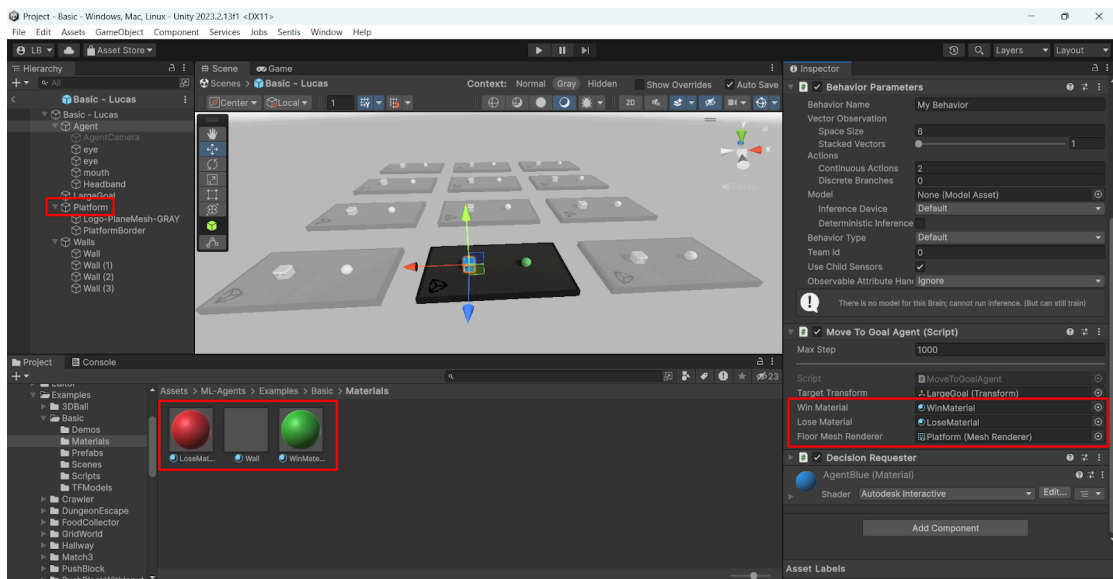 Project - Basic - Windows, Mac, Linux - Unity 2023.2.13f1 <DX11>
File Edit Assets GameObject Component Services Jobs Sentis Window Help
LB Asset Store Layers Layout
Hierarchy
All
Basic - Lucas
Basic - Lucas
Agent
AgentCamera
eye
eye
mouth
Headband
LargeGoal
Platform
Logo-PlaneMesh-GRAY
PlatformBorder
Walls
Wall
Wall (1)
Wall (2)
Wall (3)
Scene Game
Scenes > Basic - Lucas Context: Normal Gray Hidden Show Overrides Auto Save
Center Local 1 2D
y
x
Persp
Inspector
Behavior Parameters
Behavior Name My Behavior
Vector Observation
Space Size 6
Stacked Vectors 1
Actions
Continuous Actions 2
Discrete Branches 0
Model None (Model Asset)
Inference Device Default
Deterministic Inference
Behavior Type Default
Team Id 0
Use Child Sensors
Observable Attribute Han Ignore
There is no model for this Brain; cannot run inference. (But can still train)
Move To Goal Agent (Script)
Max Step 1000
Script MoveToGoalAgent
Target Transform LargeGoal (Transform)
Win Material WinMaterial
Lose Material LoseMaterial
Floor Mesh Renderer Platform (Mesh Renderer)
Decision Requester
AgentBlue (Material)
Shader Autodesk Interactive Edit...
Add Component
Asset Labels
Project Console
23
Editor
Examples
3DBall
Basic
Demos
Materials
Prefabs
Scenes
Scripts
TFModels
Crawler
DungeonEscape
FoodCollector
GridWorld
Hallway
Match3
PushBlock
PushBlockWithInput
Assets > ML-Agents > Examples > Basic > Materials
LoseMat... Wall WinMate...